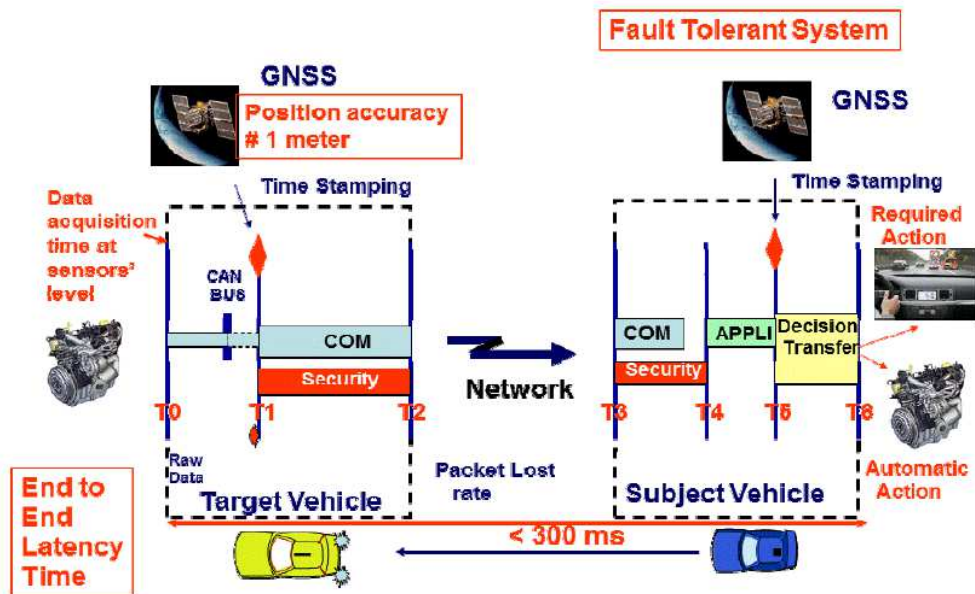 Fault Tolerant System
GNSS
Position accuracy
# 1 meter
GNSS
Time Stamping
Time Stamping
Data
acquisition
time at
sensors'
level
Required
Action
CAN
BUS
COM
Security
Network
COM
Security
APPLI
Decision
Transfer
T0
T1
T2
T3
T4
T5
T6
Raw
Data
Target Vehicle
Packet Lost
rate
Subject Vehicle
Automatic
Action
End to
End
Latency
Time
< 300 ms